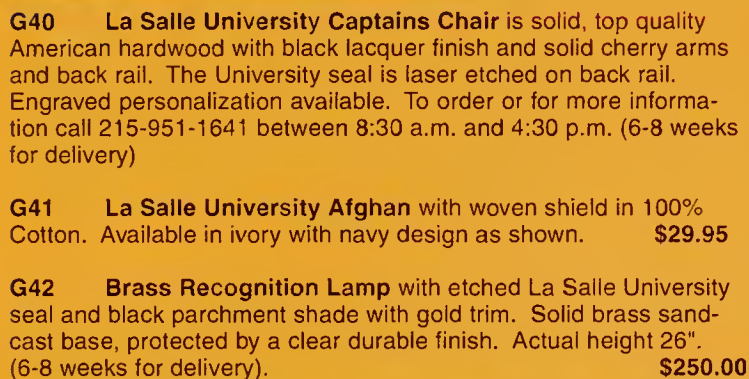 G40 La Salle University Captains Chair is solid, top quality
American hardwood with black lacquer finish and solid cherry arms
and back rail. The University seal is laser etched on back rail.
Engraved personalization available. To order or for more informa-
tion call 215-951-1641 between 8:30 a.m. and 4:30 p.m. (6-8 weeks
for delivery)
G41 La Salle University Afghan with woven shield in 100%
Cotton. Available in ivory with navy design as shown. $29.95
G42 Brass Recognition Lamp with etched La Salle University
seal and black parchment shade with gold trim. Solid brass sand-
cast base, protected by a clear durable finish. Actual height 26".
(6-8 weeks for delivery). $250.00